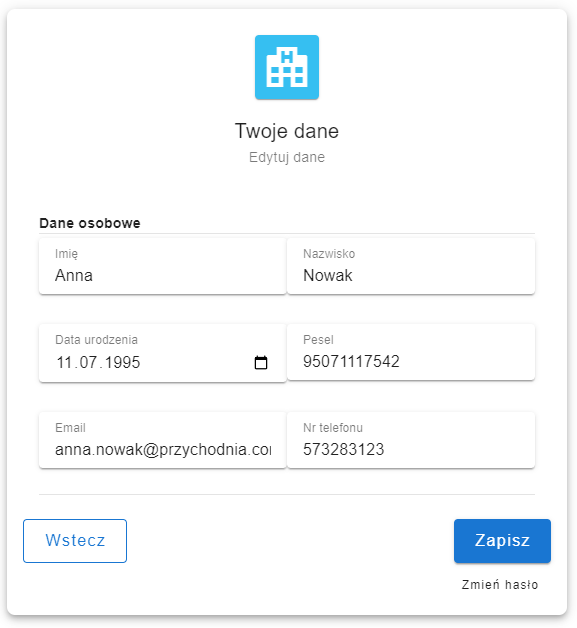 H
Twoje dane
Edytuj dane
Dane osobowe
Imię
Nazwisko
Anna
Nowak
Data urodzenia
Pesel
11.07.1995
95071117542
Email
Nr telefonu
anna.nowak@przychodnia.co
573283123
Wstecz
Zapisz
Zmień hasło